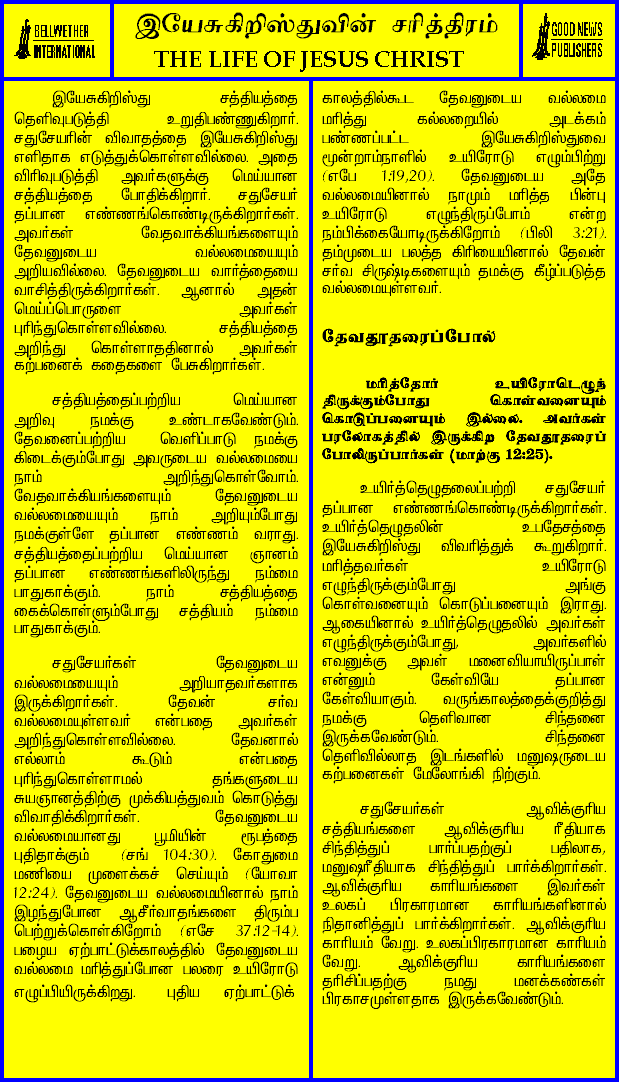 BELLWETHER
INTERNATIONAL
இயேசுகிறிஸ்துவின் சரித்திரம்
THE LIFE OF JESUS CHRIST
GOOD NEWS
PUBLISHERS
இயேசுகிறிஸ்து சத்தியத்தை
தெளிவுபடுத்தி உறுதிபண்ணுகிறார்.
சதுசேயரின் விவாதத்தை இயேசுகிறிஸ்து
எளிதாக எடுத்துக்கொள்ளவில்லை. அதை
விரிவுபடுத்தி அவர்களுக்கு மெய்யான
சத்தியத்தை போதிக்கிறார். சதுசேயர்
தப்பான எண்ணங்கொண்டிருக்கிறார்கள்.
அவர்கள் வேதவாக்கியங்களையும்
தேவனுடைய வல்லமையையும்
அறியவில்லை. தேவனுடைய வார்த்தையை
வாசித்திருக்கிறார்கள். ஆனால் அதன்
மெய்ப்பொருளை அவர்கள்
புரிந்துகொள்ளவில்லை. சத்தியத்தை
அறிந்து கொள்ளாததினால் அவர்கள்
கற்பனைக் கதைகளை பேசுகிறார்கள்.
சத்தியத்தைப்பற்றிய மெய்யான
அறிவு நமக்கு உண்டாகவேண்டும்.
தேவனைப்பற்றிய வெளிப்பாடு நமக்கு
கிடைக்கும்போது அவருடைய வல்லமையை
நாம் அறிந்துகொள்வோம்.
வேதவாக்கியங்களையும் தேவனுடைய
வல்லமையையும் நாம் அறியும்போது
நமக்குள்ளே தப்பான எண்ணம் வராது.
சத்தியத்தைப்பற்றிய மெய்யான ஞானம்
தப்பான எண்ணங்களிலிருந்து நம்மை
பாதுகாக்கும். நாம் சத்தியத்தை
கைக்கொள்ளும்போது சத்தியம் நம்மை
பாதுகாக்கும்.
சதுசேயர்கள் தேவனுடைய
வல்லமையையும் அறியாதவர்களாக
இருக்கிறார்கள். தேவன் சர்வ
வல்லமையுள்ளவர் என்பதை அவர்கள்
அறிந்துகொள்ளவில்லை. தேவனால்
எல்லாம் கூடும் என்பதை
புரிந்துகொள்ளாமல் தங்களுடைய
சுயஞானத்திற்கு முக்கியத்துவம் கொடுத்து
விவாதிக்கிறார்கள். தேவனுடைய
வல்லமையானது பூமியின் ரூபத்தை
புதிதாக்கும் (சங் 104:30). கோதுமை
மணியை முளைக்கச் செய்யும் (யோவா
12:24). தேவனுடைய வல்லமையினால் நாம்
இழந்துபோன ஆசீர்வாதங்களை திரும்ப
பெற்றுக்கொள்கிறோம் (எசே 37:12-14).
பழைய ஏற்பாட்டுக்காலத்தில் தேவனுடைய
வல்லமை மரித்துப்போன பலரை உயிரோடு
எழுப்பியிருக்கிறது. புதிய ஏற்பாட்டுக்
காலத்தில்கூட தேவனுடைய வல்லமை
மரித்து கல்லறையில் அடக்கம்
பண்ணப்பட்ட இயேசுகிறிஸ்துவை
மூன்றாம்நாளில் உயிரோடு எழும்பிற்று
(எபே 1:19,20). தேவனுடைய அதே
வல்லமையினால் நாமும் மரித்த பின்பு
உயிரோடு எழுந்திருப்போம் என்ற
நம்பிக்கையோடிருக்கிறோம் (பிலி 3:21).
தம்முடைய பலத்த கிரியையினால் தேவன்
சர்வ சிருஷ்டிகளையும் தமக்கு கீழ்ப்படுத்த
வல்லமையுள்ளவர்.
தேவதூதரைப்போல்
மரித்தோர் உயிரோடெழுந்
திருக்கும்போது கொள்வனையும்
கொடுப்பனையும் இல்லை. அவர்கள்
பரலோகத்தில் இருக்கிற தேவதூதரைப்
போலிருப்பார்கள் (மாற்கு 12:25).
உயிர்த்தெழுதலைப்பற்றி சதுசேயர்
தப்பான எண்ணங்கொண்டிருக்கிறார்கள்.
உயிர்த்தெழுதலின் உபதேசத்தை
இயேசுகிறிஸ்து விவரித்துக் கூறுகிறார்.
மரித்தவர்கள் உயிரோடு
எழுந்திருக்கும்போது அங்கு
கொள்வனையும் கொடுப்பனையும் இராது.
ஆகையினால் உயிர்த்தெழுதலில் அவர்கள்
எழுந்திருக்கும்போது, அவர்களில்
எவனுக்கு அவள் மனைவியாயிருப்பாள்
என்னும் கேள்வியே தப்பான
கேள்வியாகும். வருங்காலத்தைக்குறித்து
நமக்கு தெளிவான சிந்தனை
இருக்கவேண்டும். சிந்தனை
தெளிவில்லாத இடங்களில் மனுஷருடைய
கற்பனைகள் மேலோங்கி நிற்கும்.
சதுசேயர்கள் ஆவிக்குரிய
சத்தியங்களை ஆவிக்குரிய ரீதியாக
சிந்தித்துப் பார்ப்பதற்குப் பதிலாக,
மனுஷரீதியாக சிந்தித்துப் பார்க்கிறார்கள்.
ஆவிக்குரிய காரியங்களை இவர்கள்
உலகப் பிரகாரமான காரியங்களினால்
நிதானித்துப் பார்க்கிறார்கள். ஆவிக்குரிய
காரியம் வேறு. உலகப்பிரகாரமான காரியம்
வேறு. ஆவிக்குரிய காரியங்களை
தரிசிப்பதற்கு நமது மனக்கண்கள்
பிரகாசமுள்ளதாக இருக்கவேண்டும்.